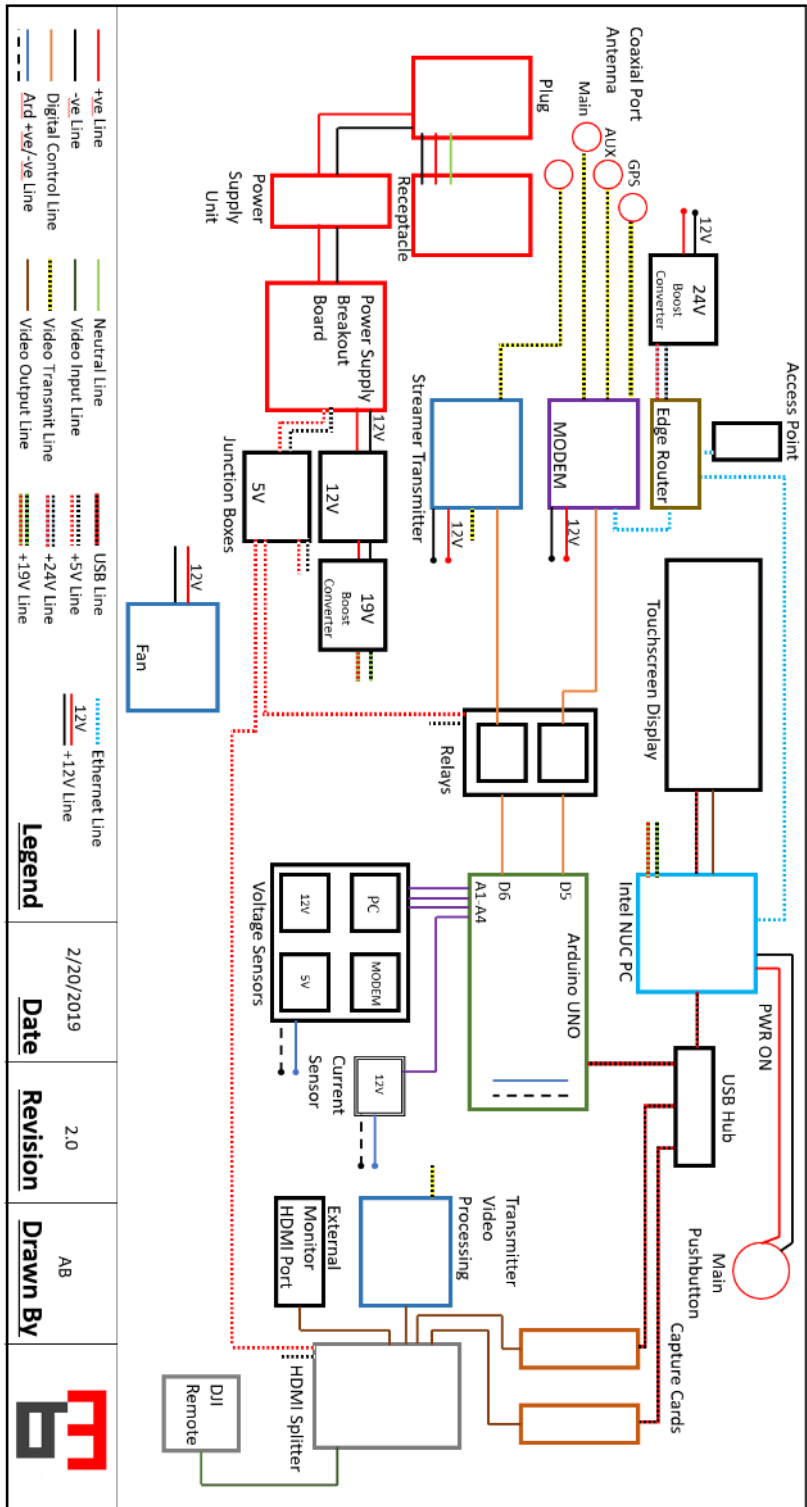 Access Point
Touchscreen Display
PWR ON
Main
Pushbutton
Intel NUC PC
USB Hub
Capture Cards
12V
24V
Boost
Converter
Edge Router
Coaxial Port
Antenna
GPS
AUX
Main
MODEM
12V
Arduino UNO
D5
D6
A1-A4
Plug
Receptacle
Streamer Transmitter
12V
Relays
Transmitter
Video
Processing
Power
Supply
Unit
Power Supply
Breakout
Board
12V
12V
5V
Junction Boxes
19V
Boost
Converter
PC
MODEM
12V
5V
Voltage Sensors
12V
Current
Sensor
External
Monitor
HDMI Port
HDMI Splitter
DJI
Remote
12V
Fan
+ve Line
-ve Line
Digital Control Line
Ard +ve/-ve Line
Neutral Line
Video Input Line
Video Transmit Line
Video Output Line
USB Line
+5V Line
+24V Line
+19V Line
Ethernet Line
12V
+12V Line
Legend
2/20/2019
Date
2.0
Revision
AB
Drawn By